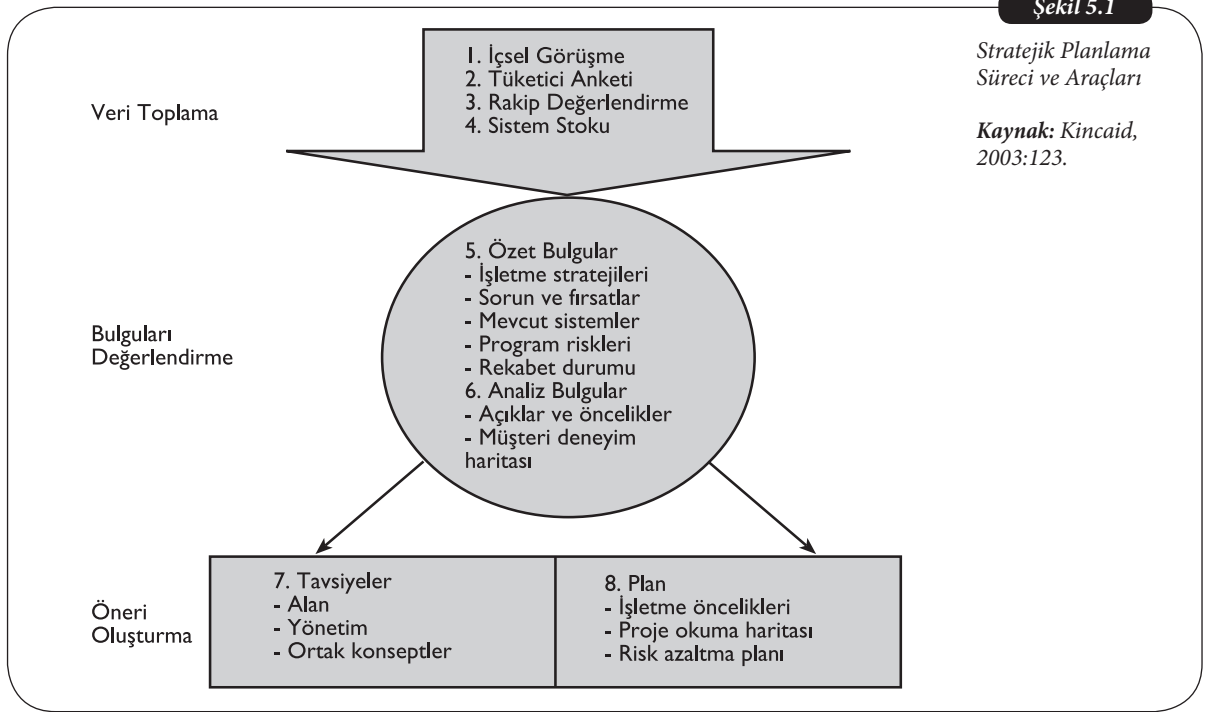 Şekil 5.1
Stratejik Planlama
Süreci ve Araçları
Kaynak: Kincaid,
2003:123.
Veri Toplama
1. İçsel Görüşme
2. Tüketici Anketi
3. Rakip Değerlendirme
4. Sistem Stoku
Bulguları
Değerlendirme
5. Özet Bulgular
- İşletme stratejileri
- Sorun ve fırsatlar
- Mevcut sistemler
- Program riskleri
- Rekabet durumu
6. Analiz Bulgular
- Açıklar ve öncelikler
- Müşteri deneyim
haritası
Öneri
Oluşturma
7. Tavsiyeler
- Alan
- Yönetim
- Ortak konseptler
8. Plan
- İşletme öncelikleri
- Proje okuma haritası
- Risk azaltma planı